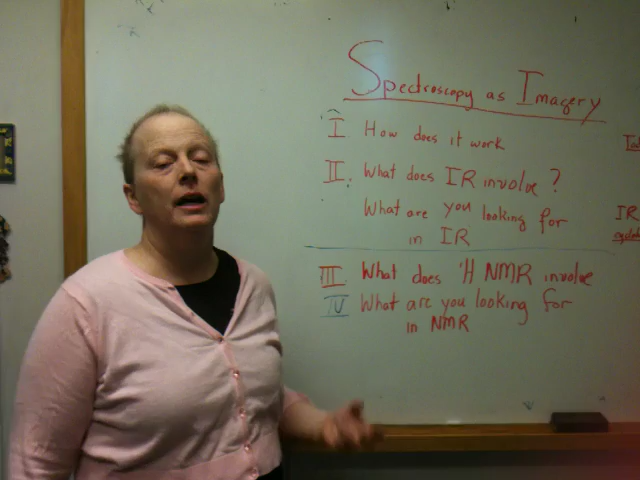 Spectroscopy as Imagery
I How does it work
II. What does IR involve?
What are you looking for
in IR
III What does 'H NMR involve
IV What are you looking for
in NMR
IR